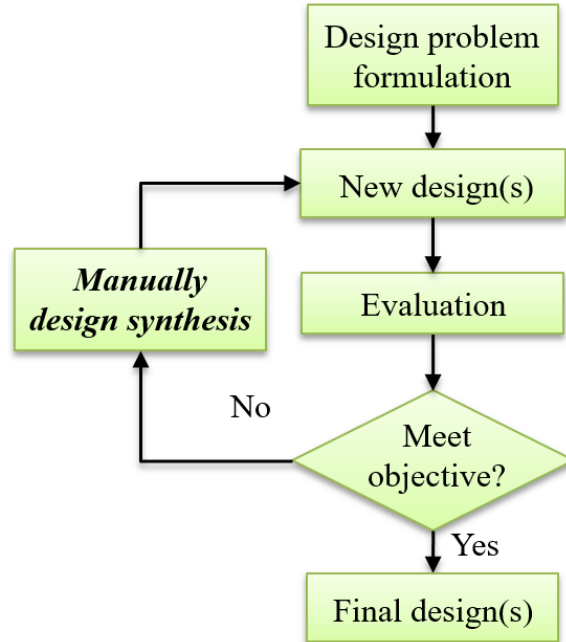 Design problem
formulation
New design(s)
Manually
design synthesis
Evaluation
No
Meet
objective?
Yes
Final design(s)